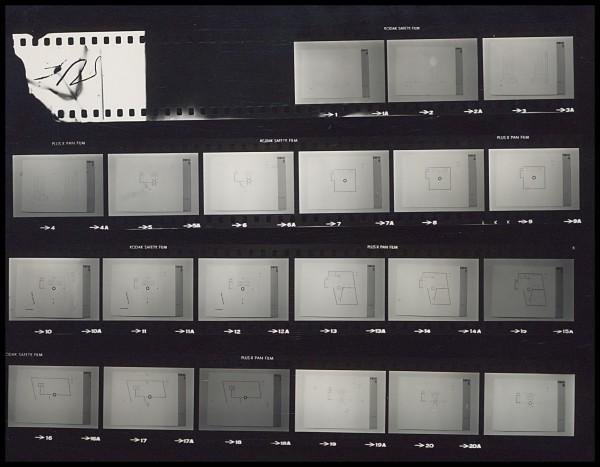 KODAK SAFETY FILM
→1 →1A →2 →2A →3 →3A
PLUS X PAN FILM KODAK SAFETY FILM PLUS X PAN FILM
→4 →4A →5 →5A →6 →6A →7 →7A →8 →9 →9A
KODAK SAFETY FILM PLUS X PAN FILM
→10 →10A →11 →11A →12 →12A →13 →13A →14 →14A →15 →15A
KODAK SAFETY FILM PLUS X PAN FILM
→16 →16A →17 →17A →18 →18A →19 →19A →20 →20A